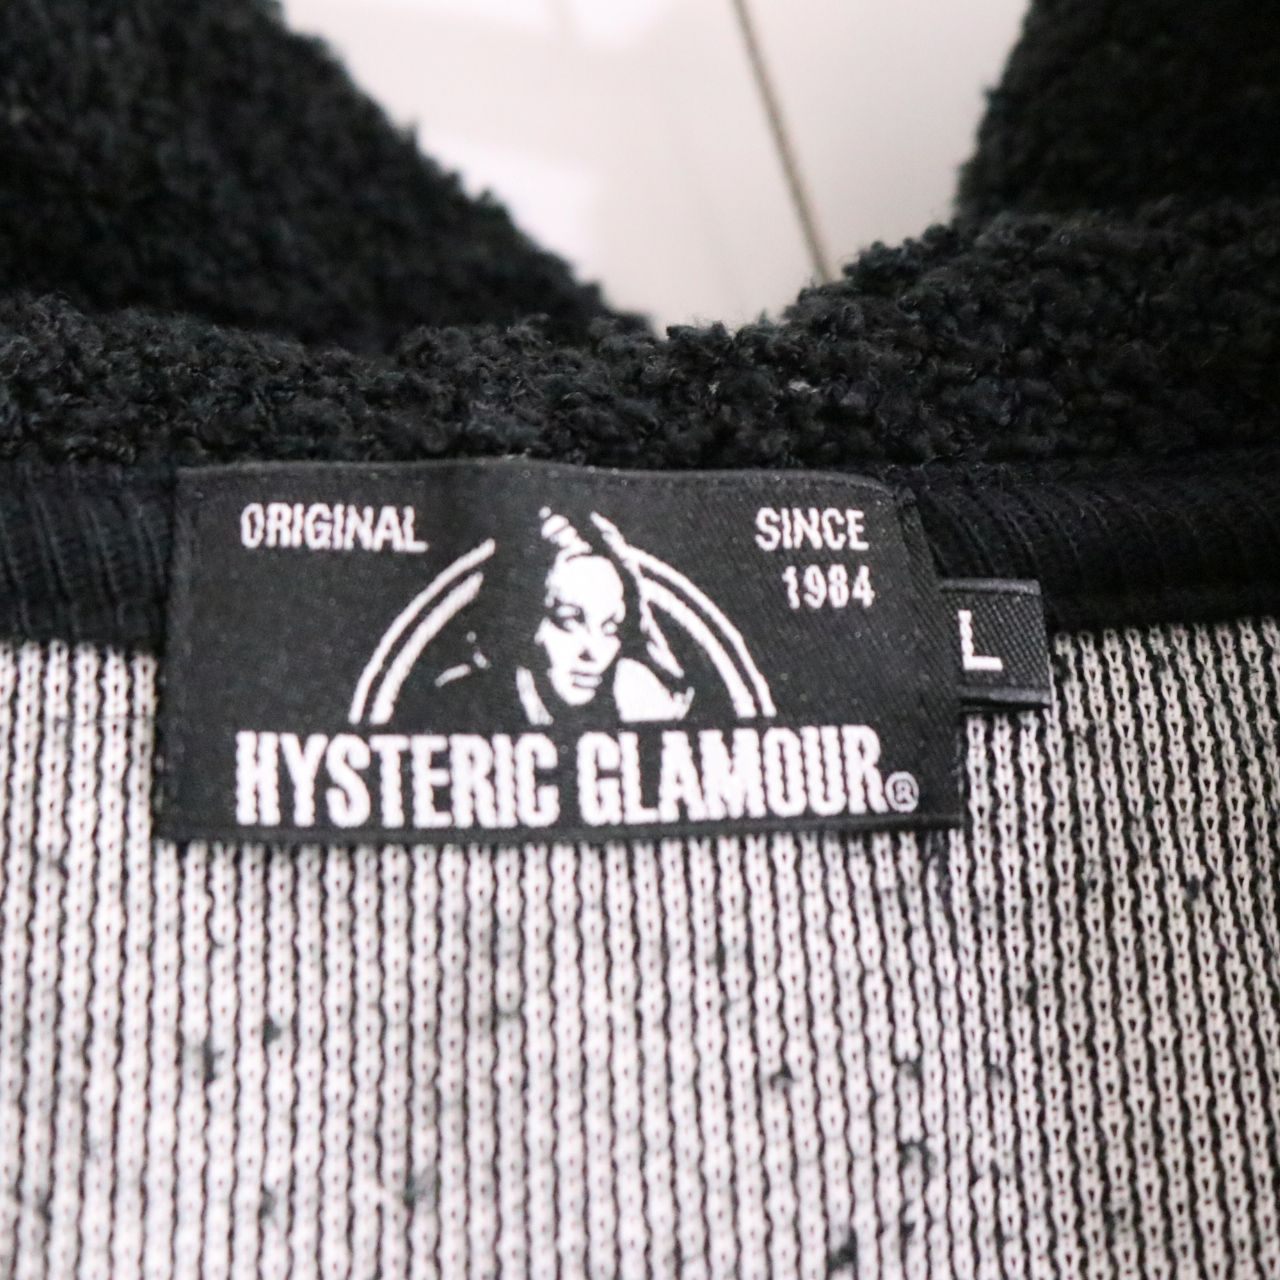 ORIGINAL
SINCE
1984
L
HYSTERIC GLAMOUR®